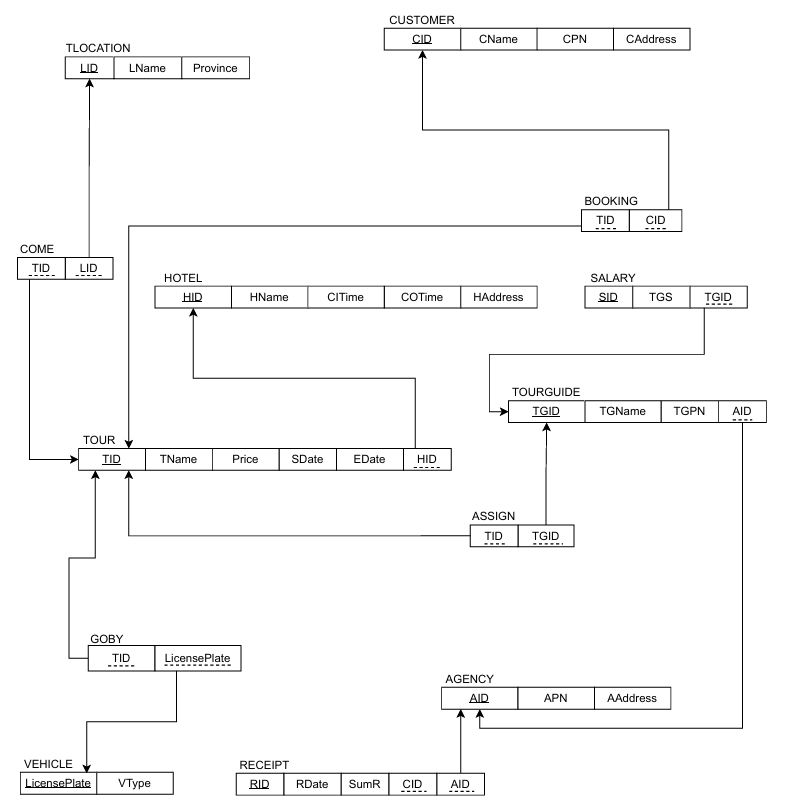 CUSTOMER
CID CName CPN CAddress
TLOCATION
LID LName Province
BOOKING
TID CID
COME
TID LID
HOTEL
HID HName CITime COTime HAddress
SALARY
SID TGS TGID
TOURGUIDE
TGID TGName TGPN AID
TOUR
TID TName Price SDate EDate HID
ASSIGN
TID TGID
GOBY
TID LicensePlate
AGENCY
AID APN AAddress
VEHICLE
LicensePlate VType
RECEIPT
RID RDate SumR CID AID